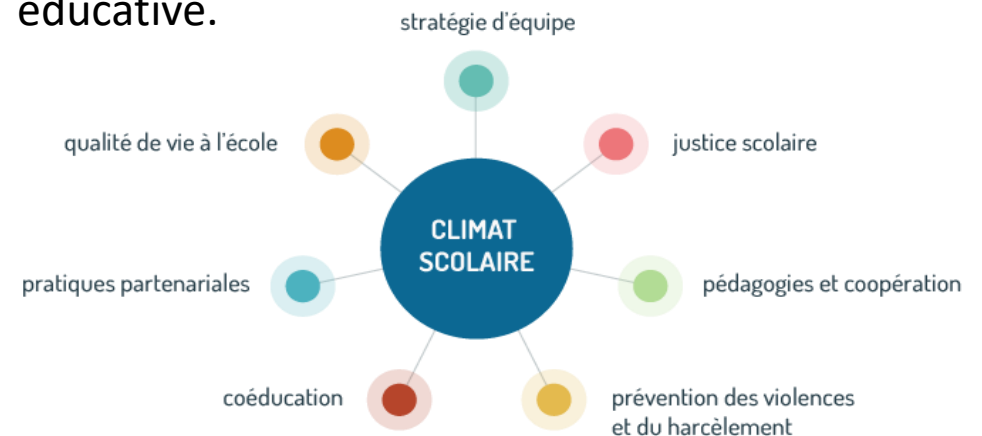 éducative.
stratégie d'équipe
qualité de vie à l'école
justice scolaire
CLIMAT
SCOLAIRE
pratiques partenariales
pédagogies et coopération
coéducation
prévention des violences
et du harcèlement